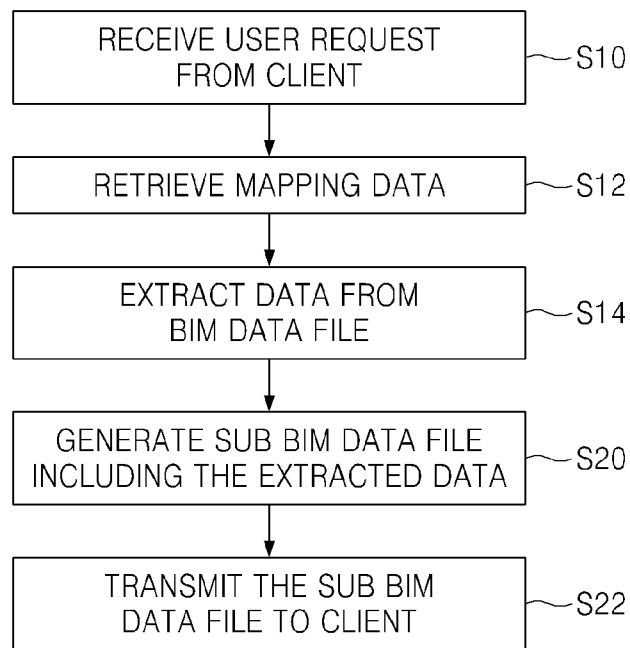 RECEIVE USER REQUEST
FROM CLIENT
S10
RETRIEVE MAPPING DATA
S12
EXTRACT DATA FROM
BIM DATA FILE
S14
GENERATE SUB BIM DATA FILE
INCLUDING THE EXTRACTED DATA
S20
TRANSMIT THE SUB BIM
DATA FILE TO CLIENT
S22